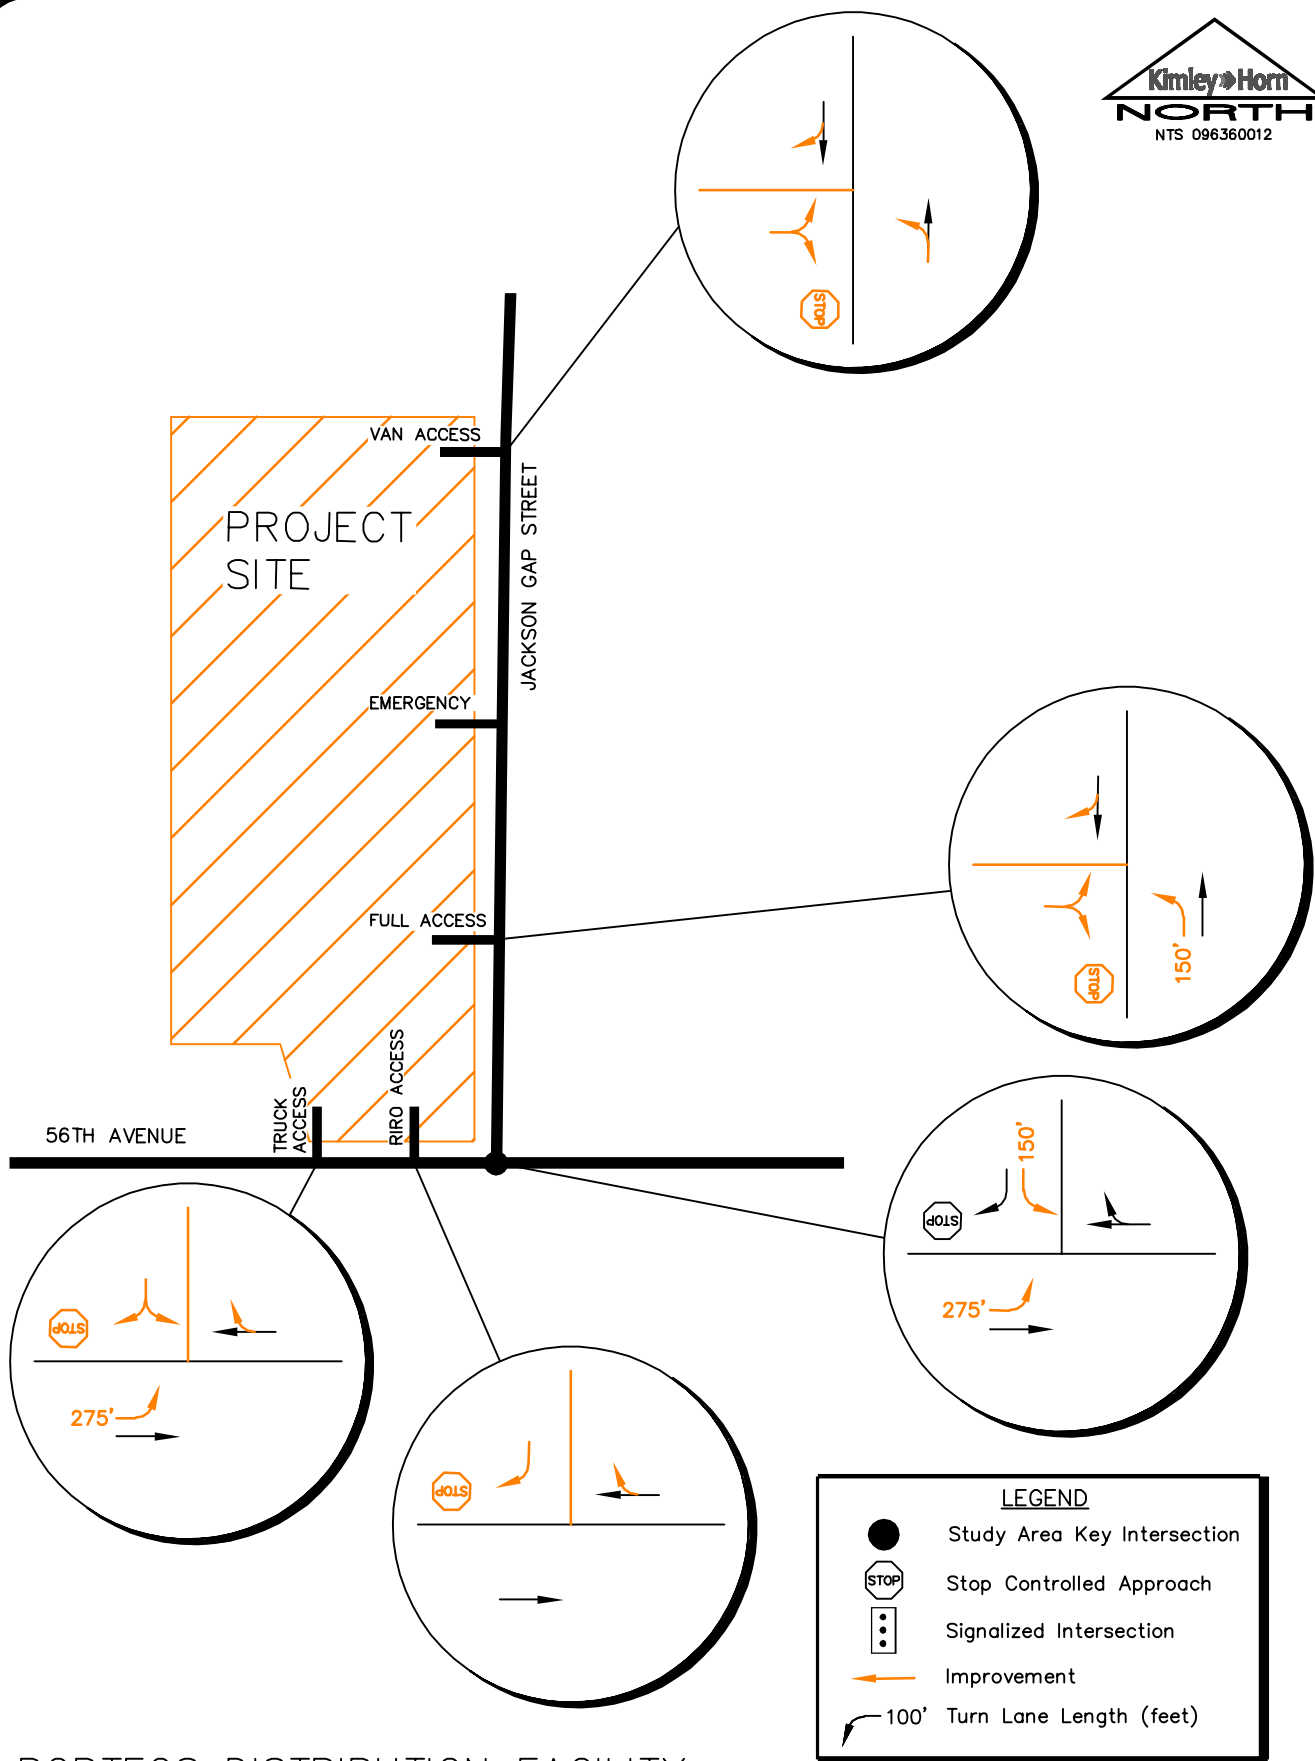 Kimley»Horn
NORTH
NTS 096360012
STOP
VAN ACCESS
PROJECT
SITE
JACKSON GAP STREET
EMERGENCY
FULL ACCESS
150'
STOP
TRUCK
ACCESS
RIRO ACCESS
56TH AVENUE
150'
STOP
275'
STOP
275'
STOP
LEGEND
Study Area Key Intersection
STOP
Stop Controlled Approach
Signalized Intersection
Improvement
100'
Turn Lane Length (feet)